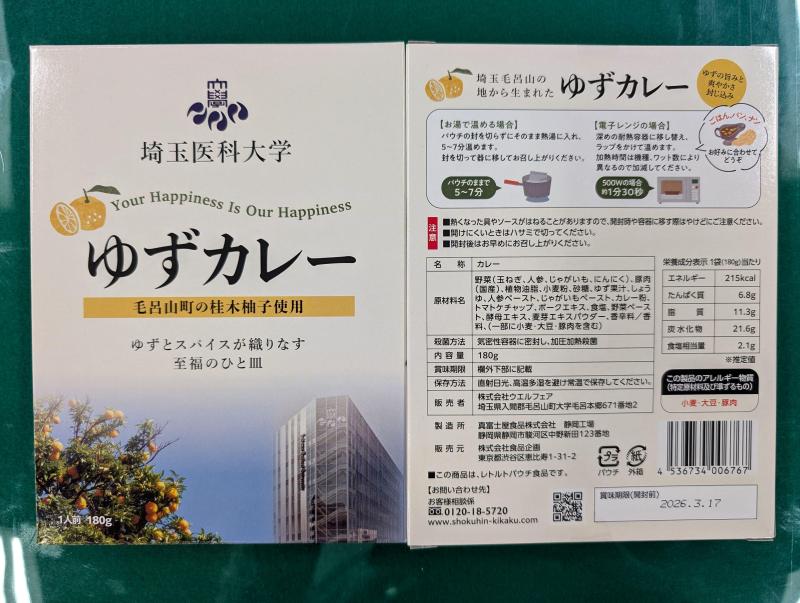 埼玉医科大学
Your Happiness Is Our Happiness
ゆずカレー
毛呂山町の桂木柚子使用
ゆずとスパイスが織りなす
至福のひと皿
1人前 180g
埼玉毛呂山の
地から生まれた
ゆずカレー
ゆずの旨みと
爽やかさ
封じ込み
【お湯で温める場合】
パウチの封を切らずにそのまま熱湯に入れ、
5~7分温めます。
封を切って器に移してお召し上がりください。
パウチのままで
5~7分
【電子レンジの場合】
深めの耐熱容器に移し替え、
ラップをかけて温めます。
加熱時間は機種、ワット数により
異なるので加減してください。
500Wの場合
約1分30秒
ごはん、パン、ナン
お好みに合わせて
どうぞ
注意
■熱くなった具やソースがはねることがありますので、開封時や容器に移す際はやけどにご注意ください。
■開けにくいときはハサミで切ってください。
■開封後はお早めにお召し上がりください。
名称 カレー
原材料名 野菜(玉ねぎ、人参、じゃがいも、にんにく)、豚肉
(国産)、植物油脂、小麦粉、砂糖、ゆず果汁、しょう
ゆ、人参ペースト、じゃがいもペースト、カレー粉、
トマトケチャップ、ポークエキス、食塩、野菜ペース
ト、酵母エキス、麦芽エキスパウダー、香辛料/香
料、(一部に小麦・大豆・豚肉を含む)
殺菌方法 気密性容器に密封し、加圧加熱殺菌
内容量 180g
賞味期限 欄外下部に記載
保存方法 直射日光、高温多湿を避け常温で保存してください。
販売者 株式会社ウエルフェア
埼玉県入間郡毛呂山町大字毛呂本郷671番地2
製造所 真富士屋食品株式会社 静岡工場
静岡県静岡市駿河区中野新田123番地
販売元 株式会社食品企画
東京都渋谷区恵比寿1-31-2
■この商品は、レトルトパウチ食品です。
【お問い合わせ先】
お客様相談係
0120-18-5720
www.shokuhin-kikaku.com
栄養成分表示 1袋(180g)当たり
エネルギー 215kcal
たんぱく質 6.8g
脂質 11.3g
炭水化物 21.6g
食塩相当量 2.1g
※推定値
この製品のアレルギー物質
(特定原材料及び準ずるもの)
小麦・大豆・豚肉
プラ
パウチ
紙
外箱
4 536734 006767
賞味期限(開封前)
2026.3.17